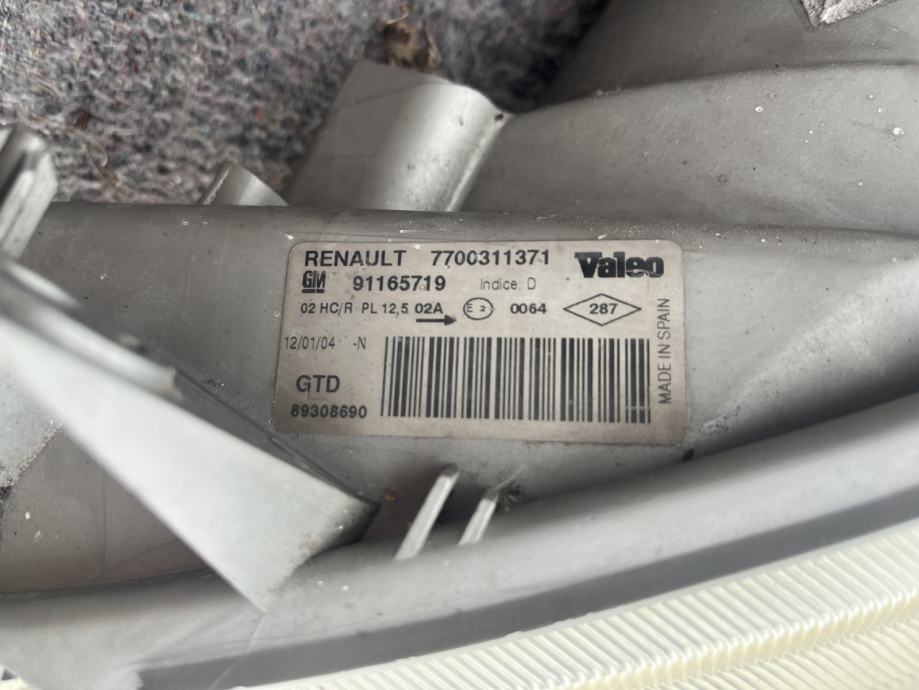 RENAULT 7700311371 Valeo
GM 91165719 Indice: D
02 HC/R PL 12,5 02A E2 0064 287
12/01/04 -N
GTD
89308690
MADE IN SPAIN